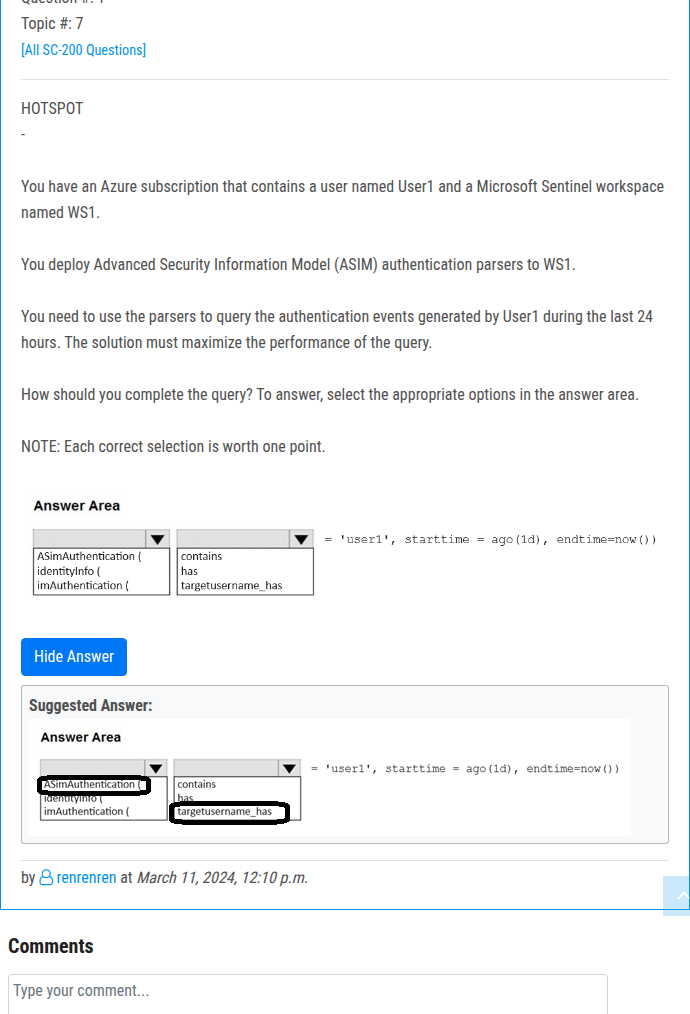 Topic #: 7
[All SC-200 Questions]
HOTSPOT
-
You have an Azure subscription that contains a user named User1 and a Microsoft Sentinel workspace
named WS1.
You deploy Advanced Security Information Model (ASIM) authentication parsers to WS1.
You need to use the parsers to query the authentication events generated by User1 during the last 24
hours. The solution must maximize the performance of the query.
How should you complete the query? To answer, select the appropriate options in the answer area.
NOTE: Each correct selection is worth one point.
Answer Area
= 'user1', starttime = ago(1d), endtime=now())
ASimAuthentication ( contains
identityInfo ( has
imAuthentication ( targetusername_has
Hide Answer
Suggested Answer:
Answer Area
= 'user1', starttime = ago(1d), endtime=now())
ASimAuthentication ( contains
identityInfo ( has
imAuthentication ( targetusername_has
by renrenren at March 11, 2024, 12:10 p.m.
Comments
Type your comment...